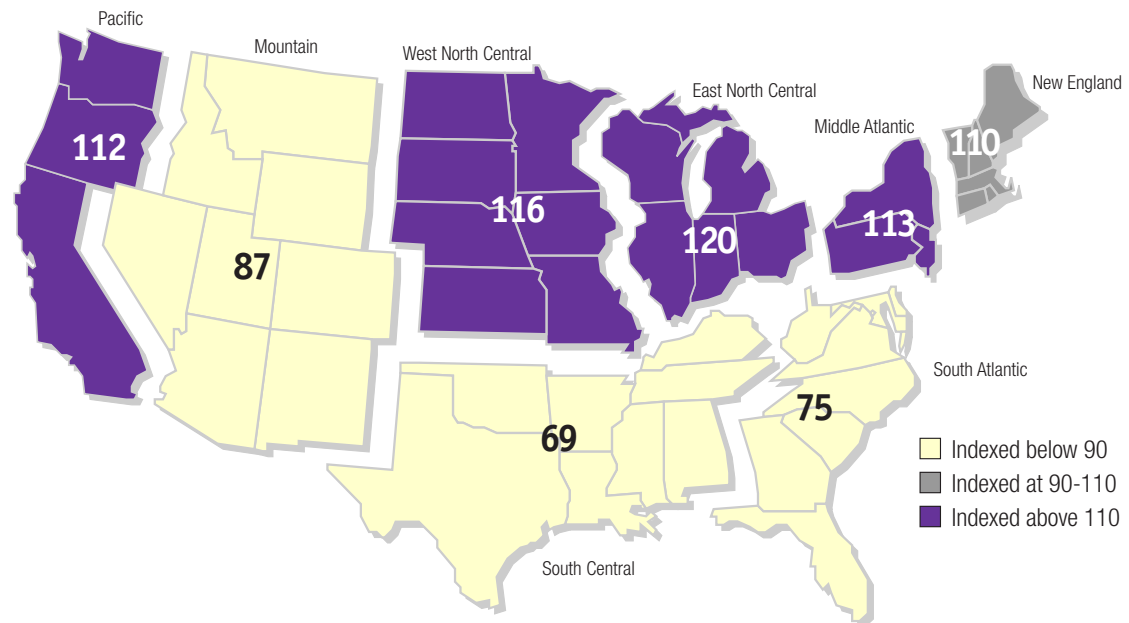 Pacific
Mountain
West North Central
East North Central
New England
Middle Atlantic
112
116
120
113
110
87
South Atlantic
69
75
Indexed below 90
Indexed at 90-110
Indexed above 110
South Central